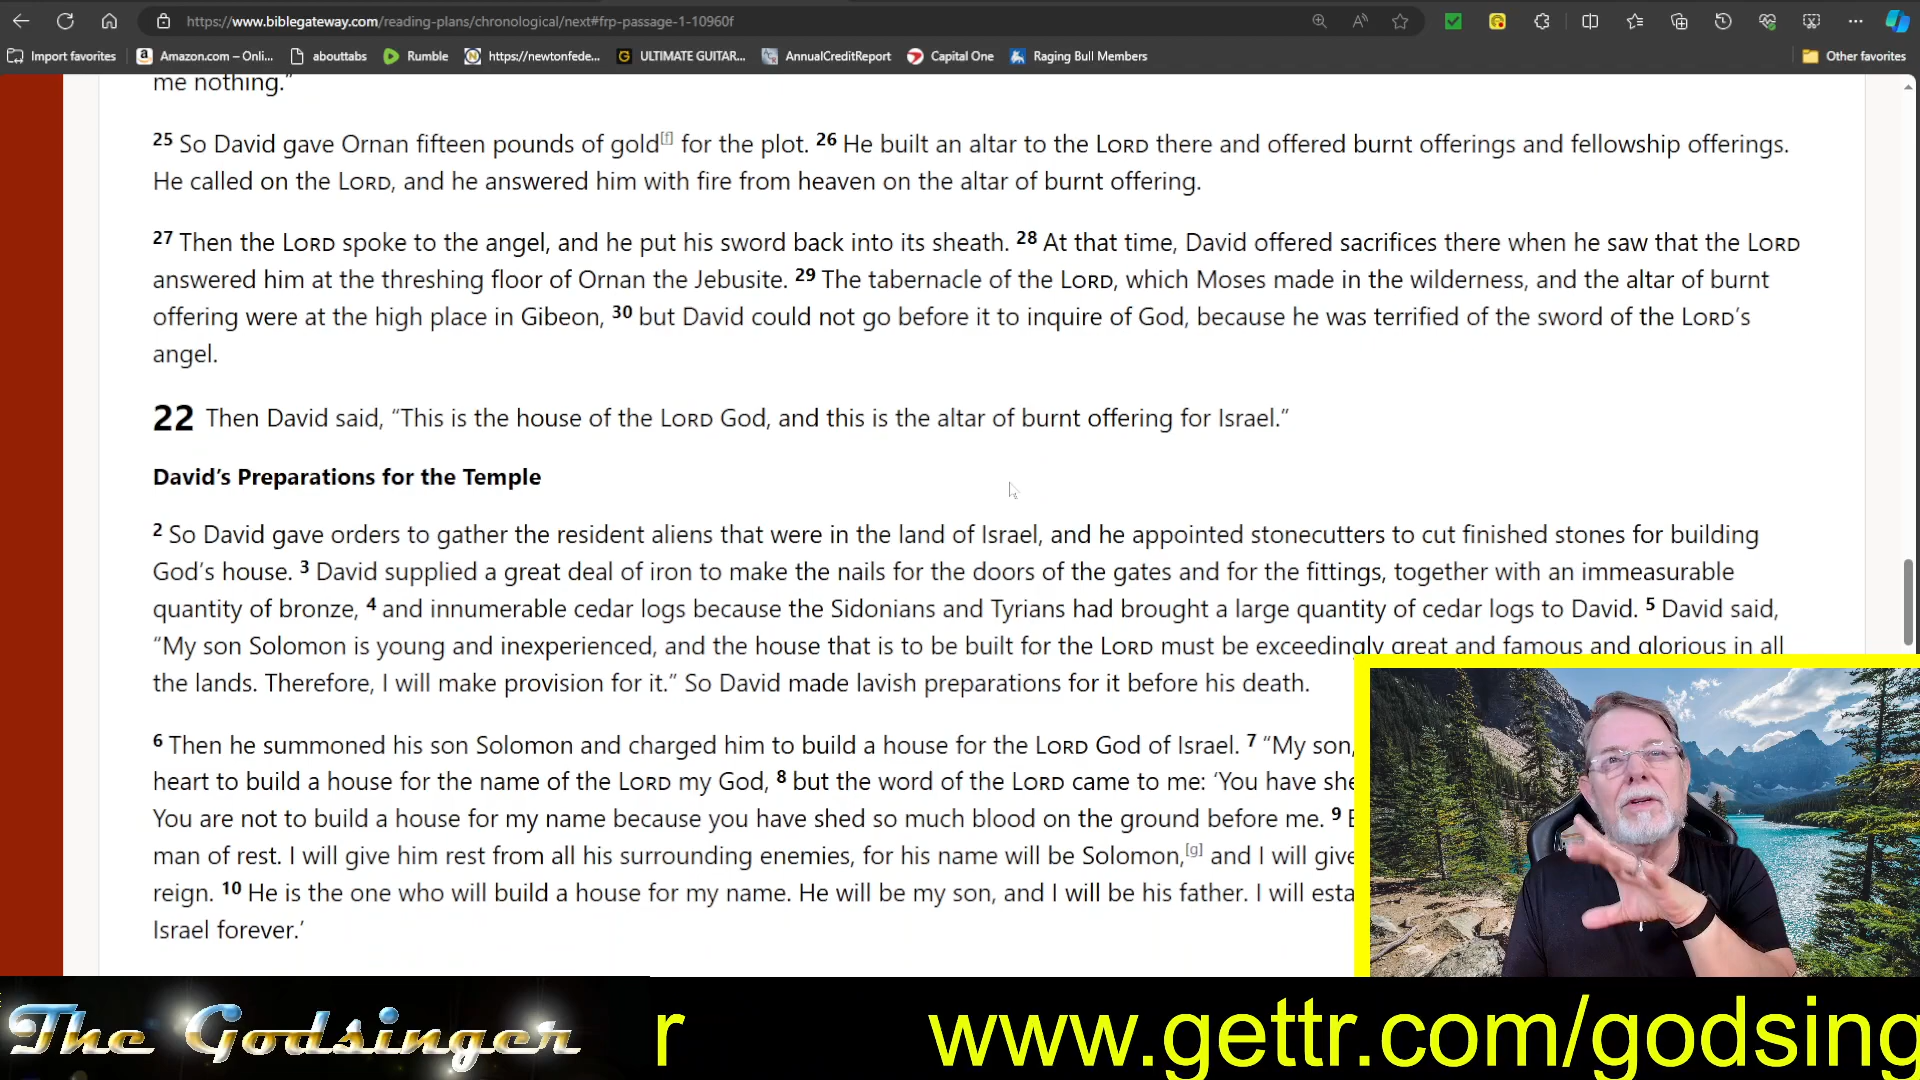 https://www.biblegateway.com/reading-plans/chronological/next#frp-passage-1-10960f
Import favorites Amazon.com – Onli... abouttabs Rumble https://newtonfede... ULTIMATE GUITAR... AnnualCreditReport Capital One Raging Bull Members Other favorites
me nothing.”
25 So David gave Ornan fifteen pounds of gold[f] for the plot. 26 He built an altar to the LORD there and offered burnt offerings and fellowship offerings.
He called on the LORD, and he answered him with fire from heaven on the altar of burnt offering.
27 Then the LORD spoke to the angel, and he put his sword back into its sheath. 28 At that time, David offered sacrifices there when he saw that the LORD
answered him at the threshing floor of Ornan the Jebusite. 29 The tabernacle of the LORD, which Moses made in the wilderness, and the altar of burnt
offering were at the high place in Gibeon, 30 but David could not go before it to inquire of God, because he was terrified of the sword of the LORD’s
angel.
22 Then David said, “This is the house of the LORD God, and this is the altar of burnt offering for Israel.”
David’s Preparations for the Temple
2 So David gave orders to gather the resident aliens that were in the land of Israel, and he appointed stonecutters to cut finished stones for building
God’s house. 3 David supplied a great deal of iron to make the nails for the doors of the gates and for the fittings, together with an immeasurable
quantity of bronze, 4 and innumerable cedar logs because the Sidonians and Tyrians had brought a large quantity of cedar logs to David. 5 David said,
“My son Solomon is young and inexperienced, and the house that is to be built for the LORD must be exceedingly great and famous and glorious in all
the lands. Therefore, I will make provision for it.” So David made lavish preparations for it before his death.
6 Then he summoned his son Solomon and charged him to build a house for the LORD God of Israel. 7 “My son,
heart to build a house for the name of the LORD my God, 8 but the word of the LORD came to me: ‘You have she
You are not to build a house for my name because you have shed so much blood on the ground before me. 9
man of rest. I will give him rest from all his surrounding enemies, for his name will be Solomon,[g] and I will give
reign. 10 He is the one who will build a house for my name. He will be my son, and I will be his father. I will esta
Israel forever.’
The Godsinger r www.gettr.com/godsing